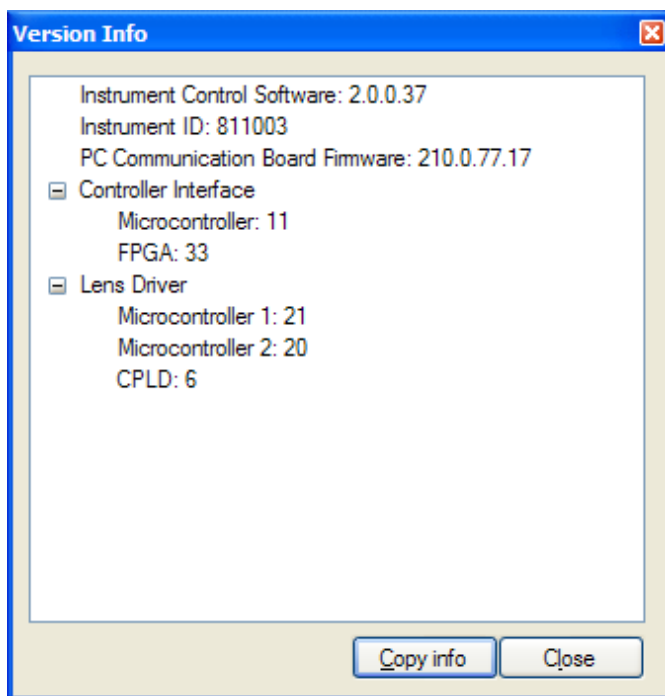 Version Info
Instrument Control Software: 2.0.0.37
Instrument ID: 811003
PC Communication Board Firmware: 210.0.77.17
Controller Interface
Microcontroller: 11
FPGA: 33
Lens Driver
Microcontroller 1: 21
Microcontroller 2: 20
CPLD: 6
Copy info Close